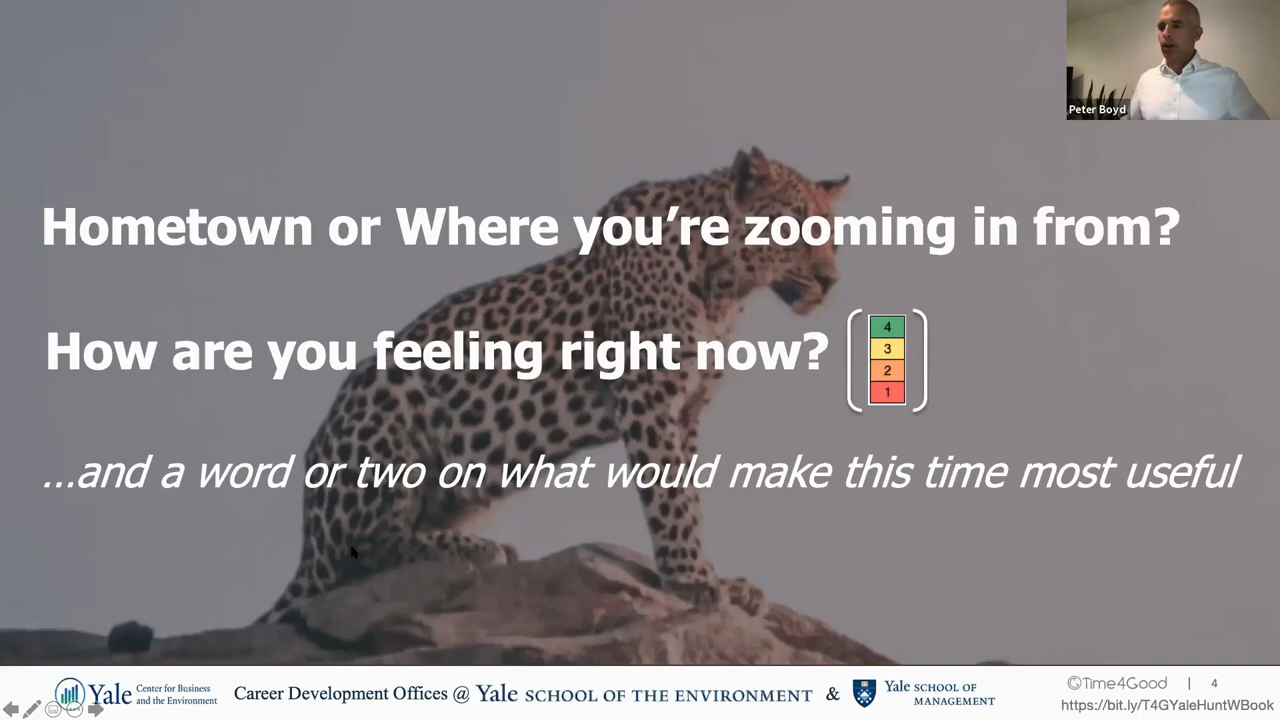 Peter Boyd
Hometown or Where you're zooming in from?
How are you feeling right now?
4
3
2
1
...and a word or two on what would make this time most useful
Yale Center for Business
and the Environment
Career Development Offices @ Yale SCHOOL OF THE ENVIRONMENT & Yale SCHOOL OF
MANAGEMENT
©Time4Good | 4
https://bit.ly/T4GYaleHuntWBook